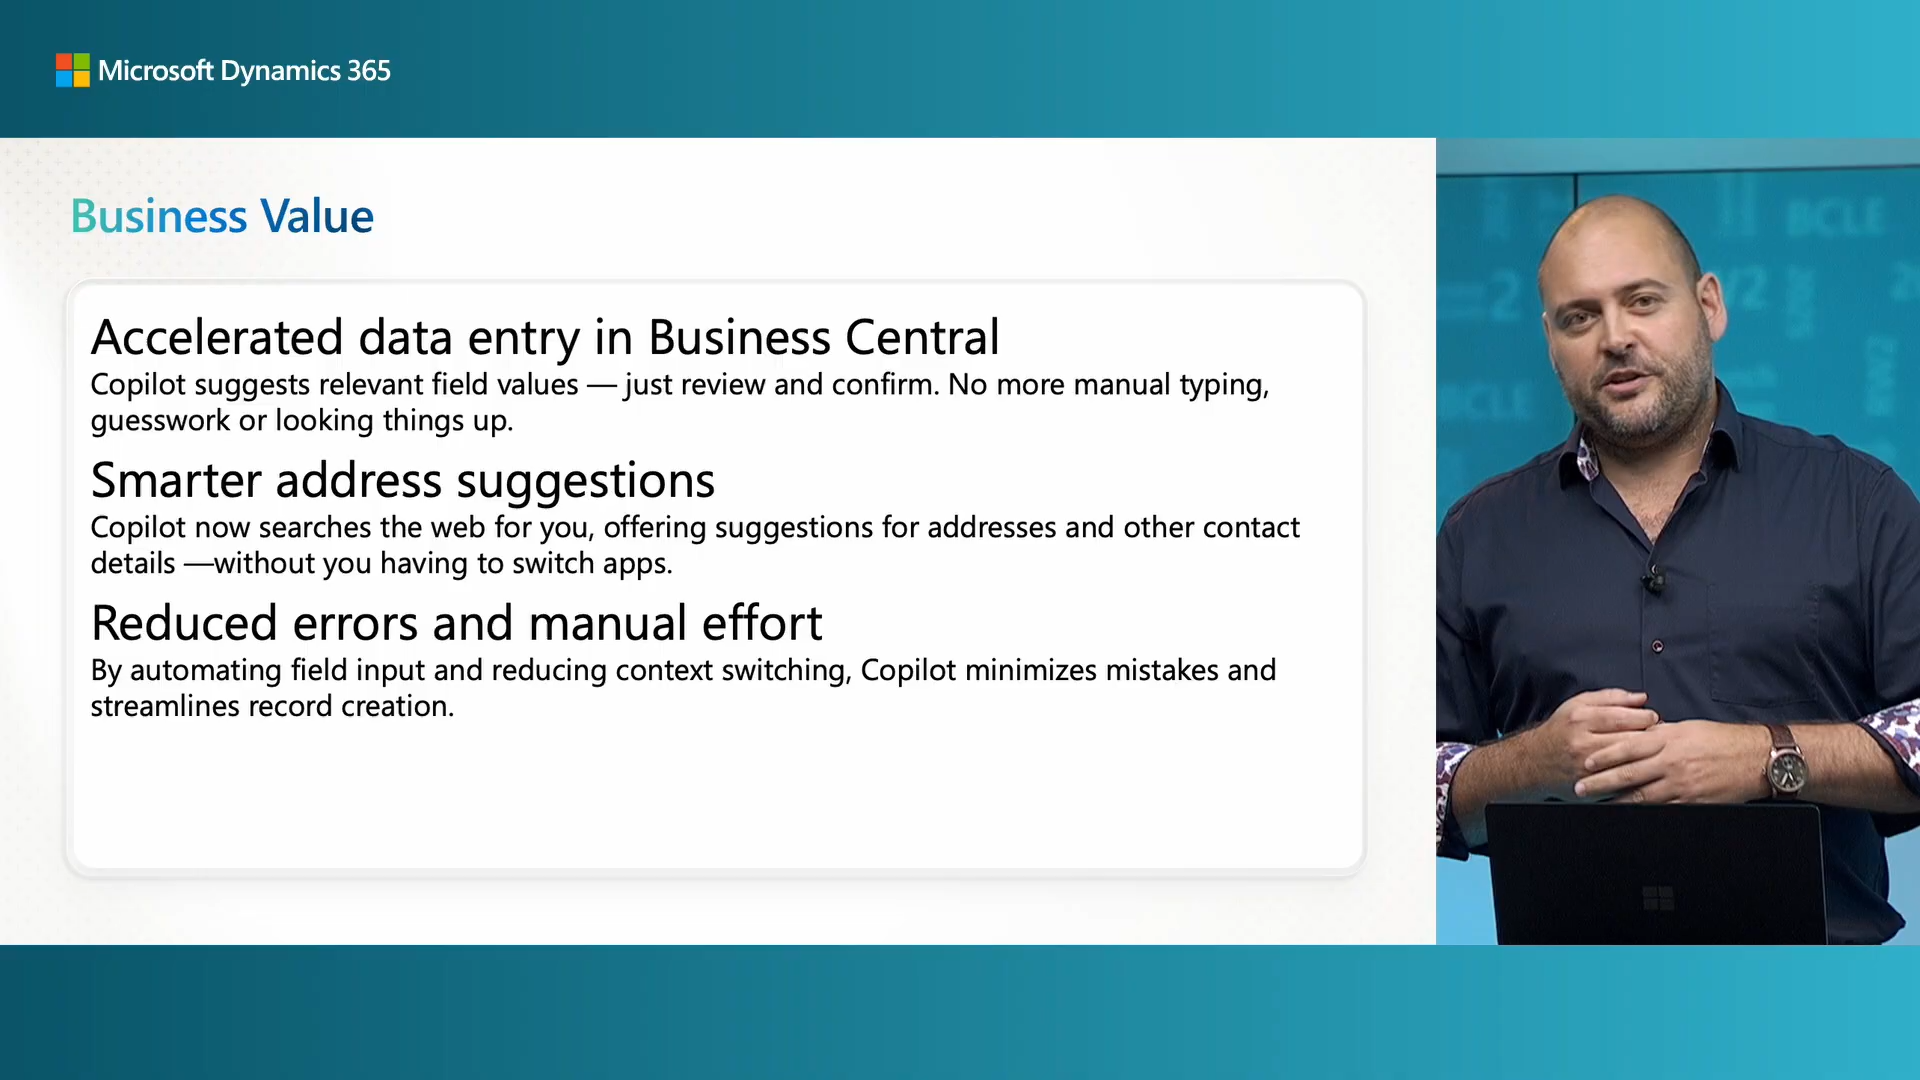 Microsoft Dynamics 365
Business Value
Accelerated data entry in Business Central
Copilot suggests relevant field values — just review and confirm. No more manual typing,
guesswork or looking things up.
Smarter address suggestions
Copilot now searches the web for you, offering suggestions for addresses and other contact
details —without you having to switch apps.
Reduced errors and manual effort
By automating field input and reducing context switching, Copilot minimizes mistakes and
streamlines record creation.
BCLE
BCLE